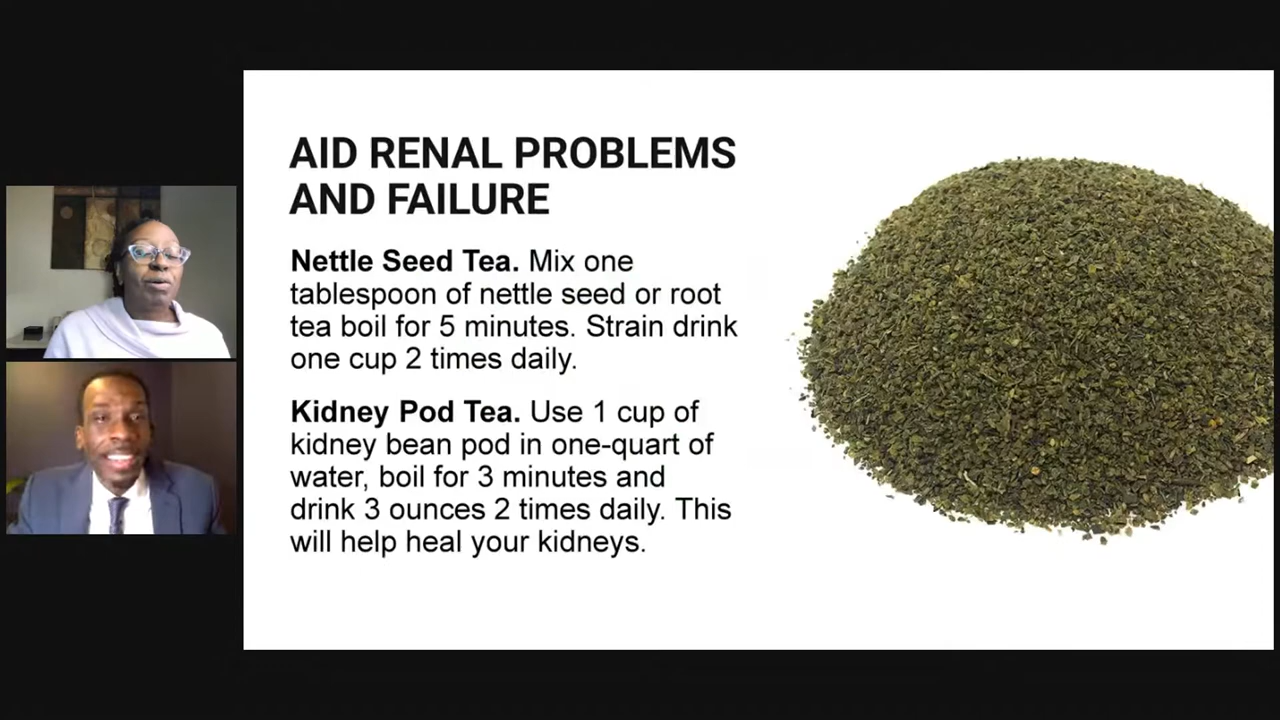 AID RENAL PROBLEMS
AND FAILURE
Nettle Seed Tea. Mix one
tablespoon of nettle seed or root
tea boil for 5 minutes. Strain drink
one cup 2 times daily.
Kidney Pod Tea. Use 1 cup of
kidney bean pod in one-quart of
water, boil for 3 minutes and
drink 3 ounces 2 times daily. This
will help heal your kidneys.